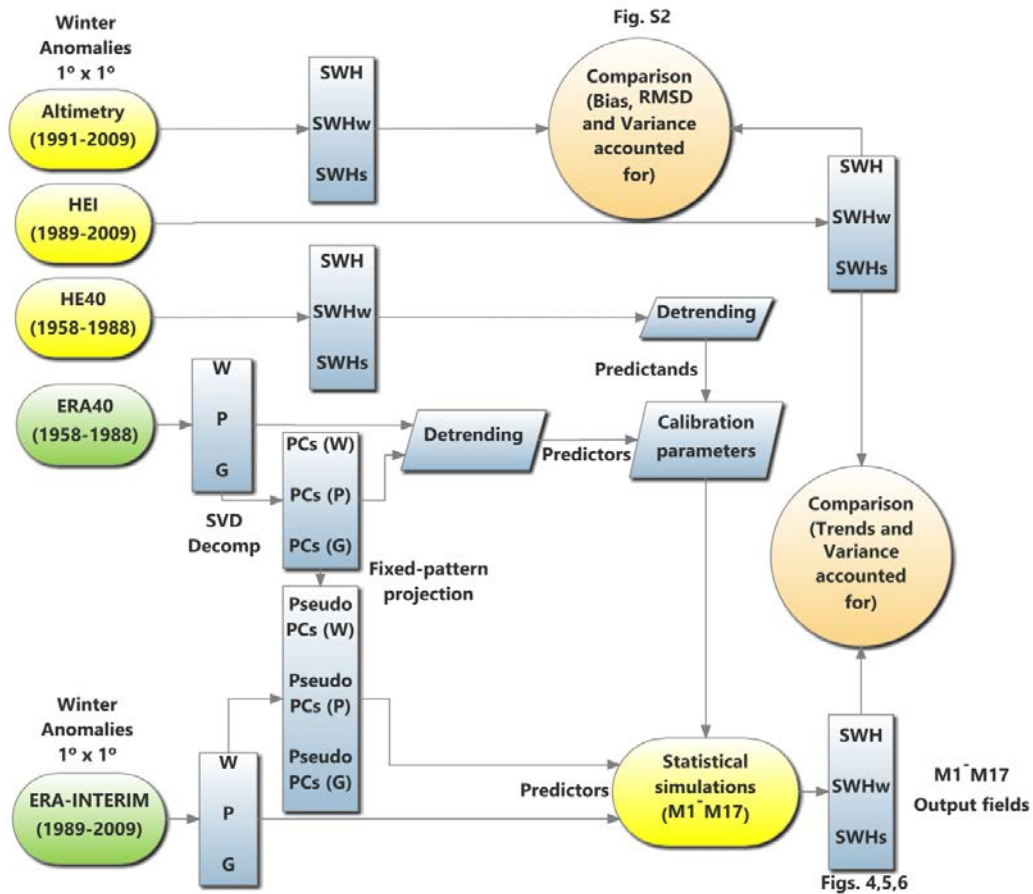 Winter
Anomalies
1º x 1º
Altimetry
(1991-2009)
SWH
SWHw
SWHs
Fig. S2
Comparison
(Bias, RMSD
and Variance
accounted
for)
HEI
(1989-2009)
SWH
SWHw
SWHs
HE40
(1958-1988)
SWH
SWHw
SWHs
Detrending
Predictands
ERA40
(1958-1988)
W
P
G
SVD
Decomp
PCs (W)
PCs (P)
PCs (G)
Detrending
Predictors
Calibration
parameters
Fixed-pattern
projection
Pseudo
PCs (W)
Pseudo
PCs (P)
Pseudo
PCs (G)
Comparison
(Trends and
Variance
accounted
for)
Winter
Anomalies
1º x 1º
ERA-INTERIM
(1989-2009)
W
P
G
Predictors
Statistical
simulations
(M1-M17)
SWH
SWHw
SWHs
M1-M17
Output fields
Figs. 4,5,6